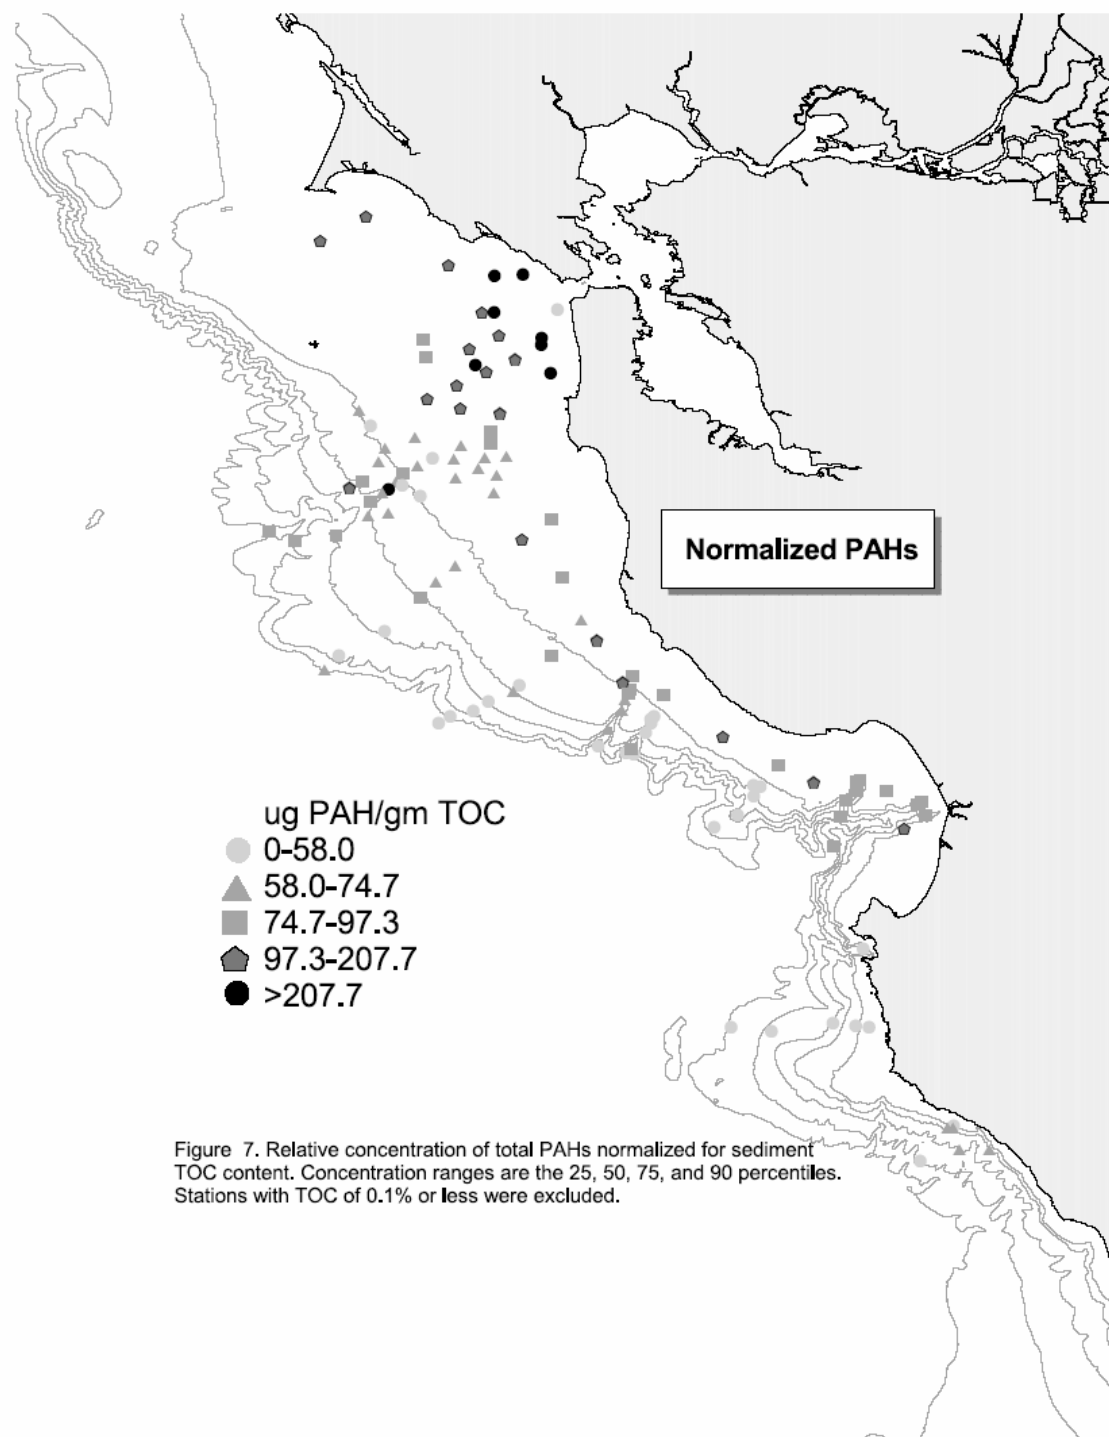 Normalized PAHs
ug PAH/gm TOC
0-58.0
58.0-74.7
74.7-97.3
97.3-207.7
>207.7
Figure 7. Relative concentration of total PAHs normalized for sediment
TOC content. Concentration ranges are the 25, 50, 75, and 90 percentiles.
Stations with TOC of 0.1% or less were excluded.